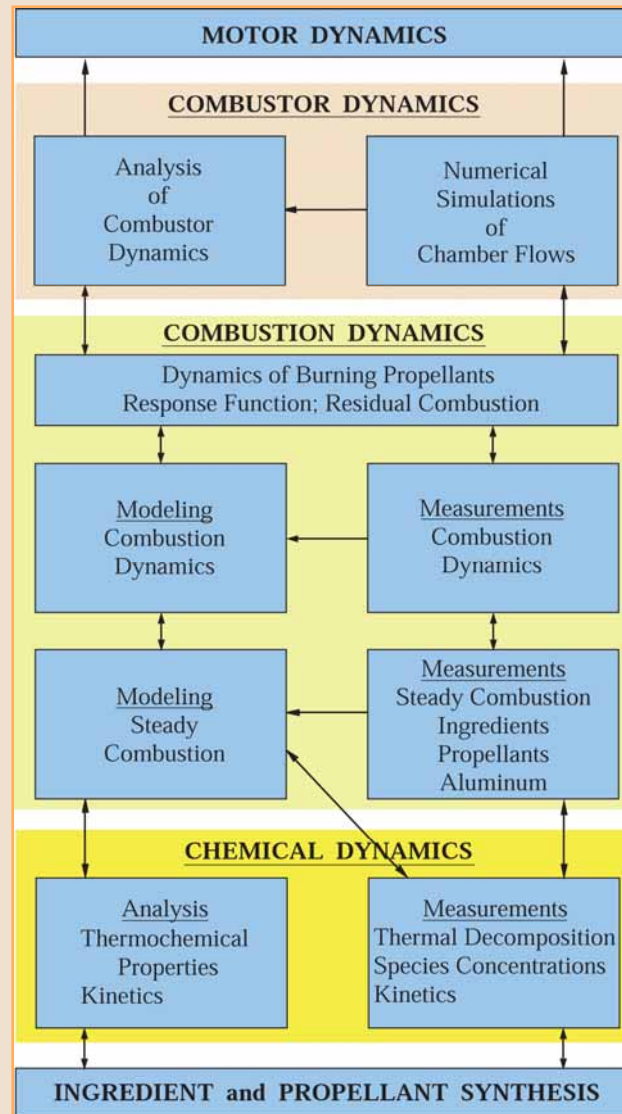 MOTOR DYNAMICS
COMBUSTOR DYNAMICS
Analysis
of
Combustor
Dynamics
Numerical
Simulations
of
Chamber Flows
COMBUSTION DYNAMICS
Dynamics of Burning Propellants
Response Function; Residual Combustion
Modeling
Combustion
Dynamics
Measurements
Combustion
Dynamics
Modeling
Steady
Combustion
Measurements
Steady Combustion
Ingredients
Propellants
Aluminum
CHEMICAL DYNAMICS
Analysis
Thermochemical
Properties
Kinetics
Measurements
Thermal Decomposition
Species Concentrations
Kinetics
INGREDIENT and PROPELLANT SYNTHESIS